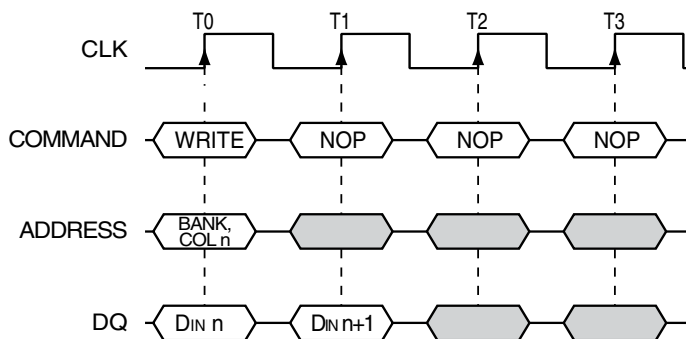 T0 T1 T2 T3
CLK
COMMAND WRITE NOP NOP NOP
ADDRESS BANK,
COL n
DQ DIN n DIN n+1